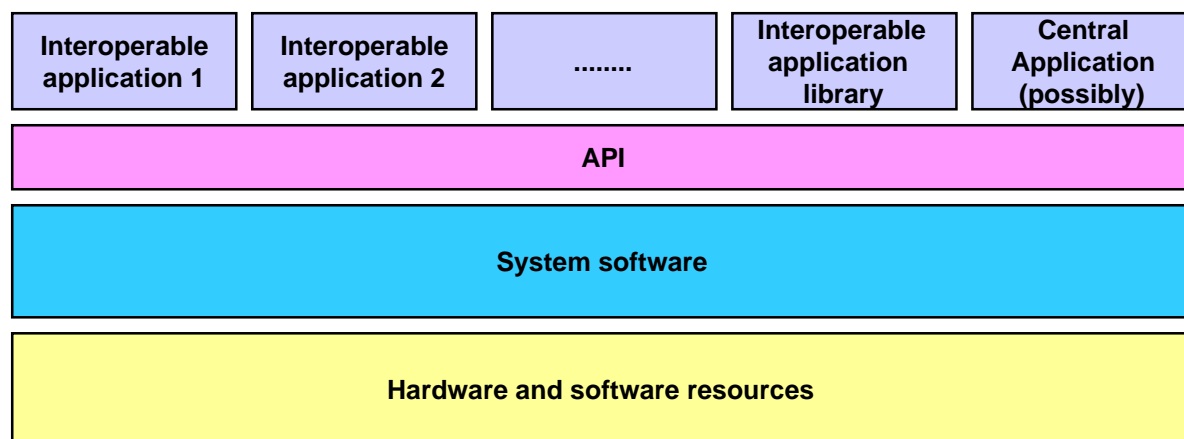 Interoperable
application 1
Interoperable
application 2
........
Interoperable
application
library
Central
Application
(possibly)
API
System software
Hardware and software resources